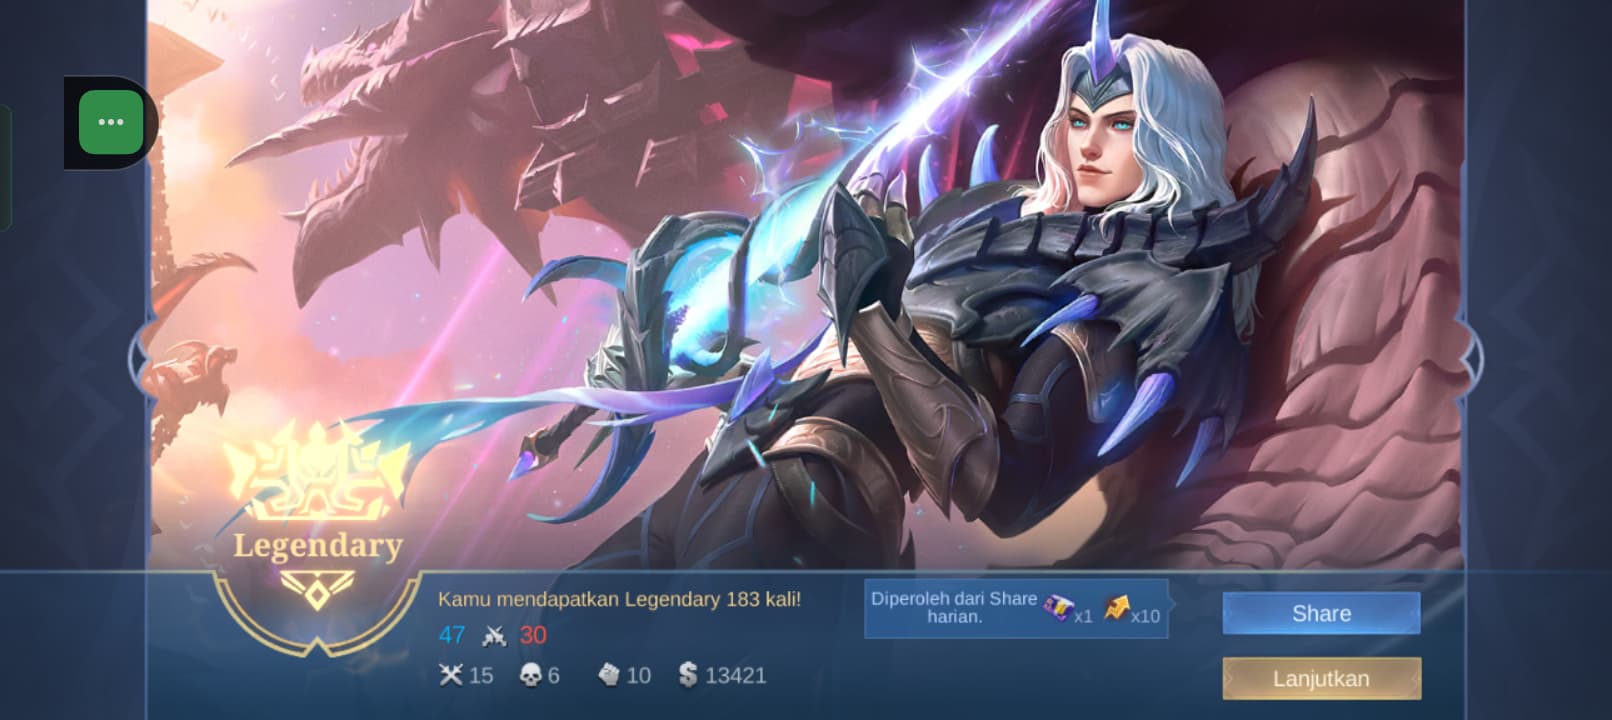 Legendary
Kamu mendapatkan Legendary 183 kali!
47 30
15 6 10 13421
Diperoleh dari Share
harian.
x1 x10
Share
Lanjutkan